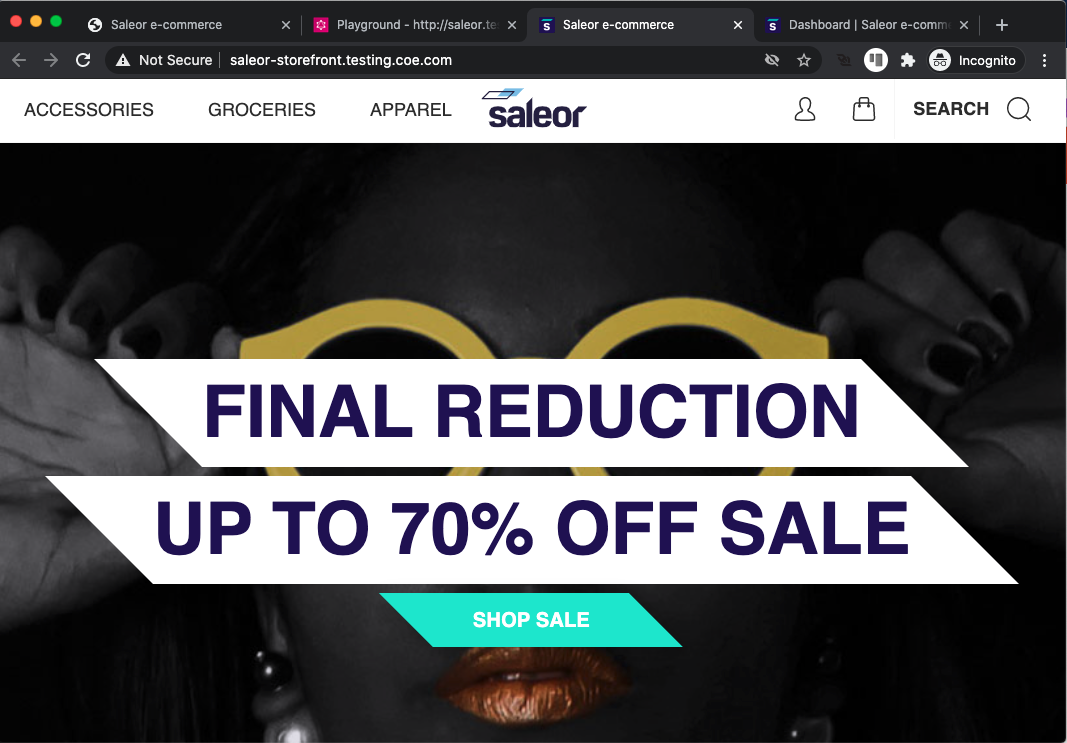 Saleor e-commerce
Playground - http://saleor.te
Saleor e-commerce
Dashboard | Saleor e-comme
Not Secure
saleor-storefront.testing.coe.com
Incognito
ACCESSORIES
GROCERIES
APPAREL
saleor
SEARCH
FINAL REDUCTION
UP TO 70% OFF SALE
SHOP SALE